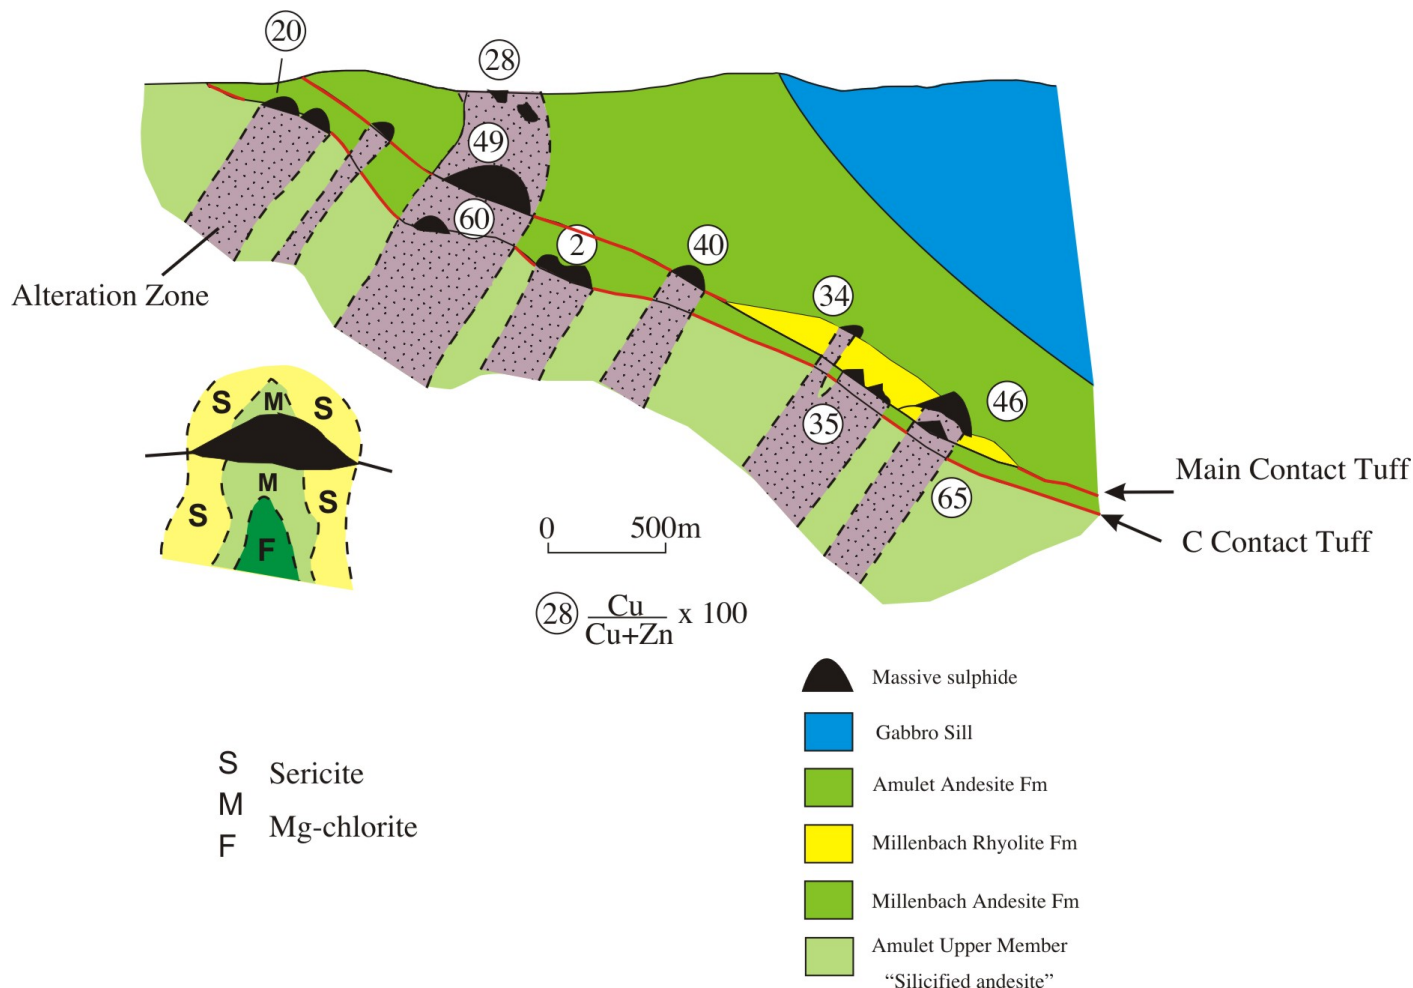 20
28
49
60
2
40
34
35
46
65
Alteration Zone
Main Contact Tuff
C Contact Tuff
S
M
S
M
S
S
F
0 500m
28 Cu
Cu+Zn x 100
Massive sulphide
Gabbro Sill
Amulet Andesite Fm
Millenbach Rhyolite Fm
Millenbach Andesite Fm
Amulet Upper Member
“Silicified andesite”
S Sericite
M Mg-chlorite
F